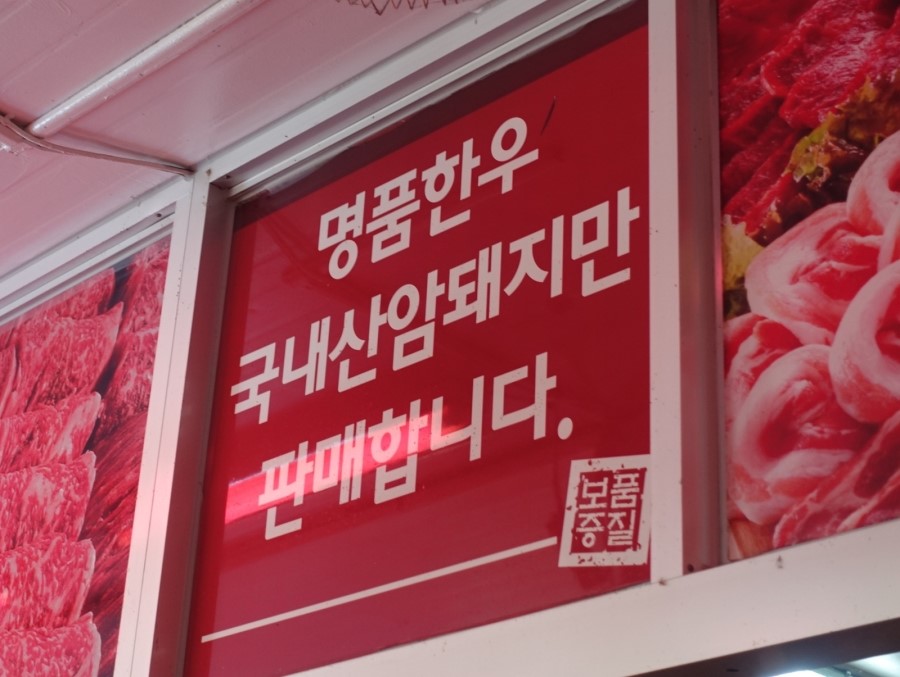 명품한우
국내산암돼지만
판매합니다.
품질
보증